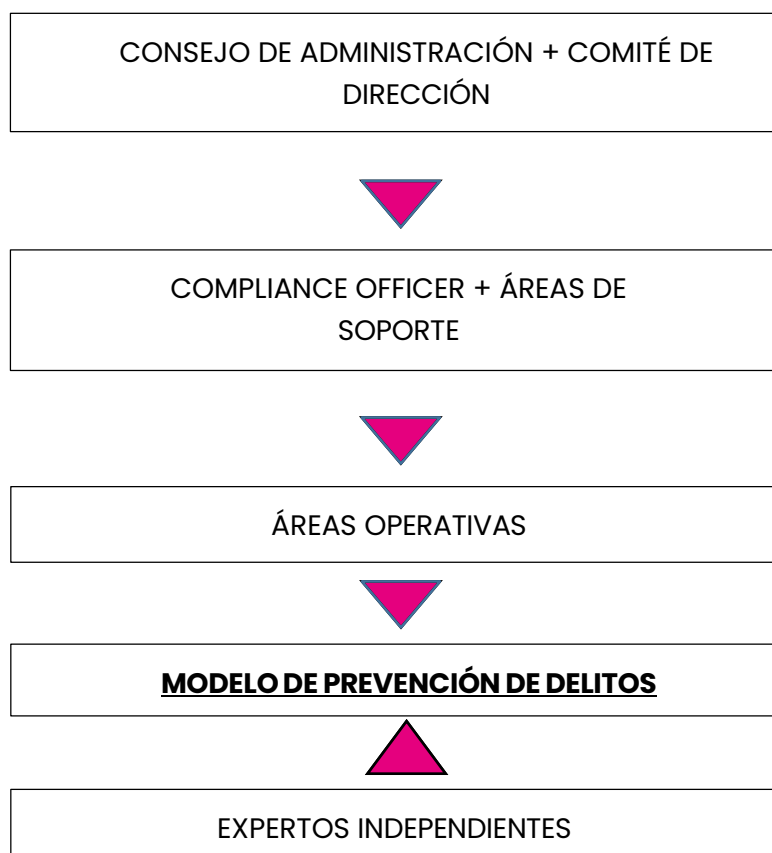 CONSEJO DE ADMINISTRACIÓN + COMITÉ DE
DIRECCIÓN
COMPLIANCE OFFICER + ÁREAS DE
SOPORTE
ÁREAS OPERATIVAS
MODELO DE PREVENCIÓN DE DELITOS
EXPERTOS INDEPENDIENTES